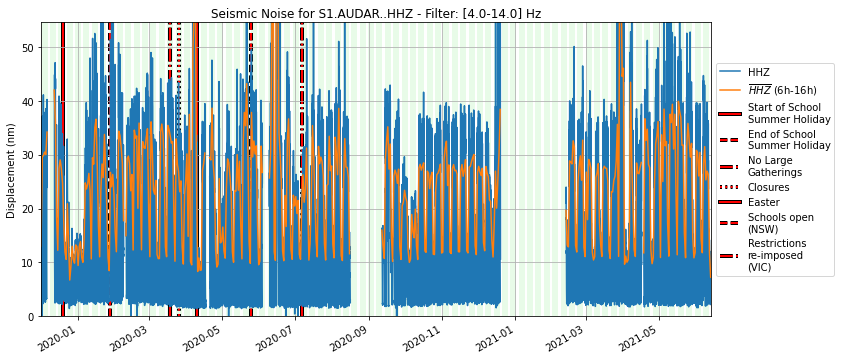 Seismic Noise for S1.AUDAR..HHZ - Filter: [4.0-14.0] Hz
Displacement (nm)
50
40
30
20
10
0
2020-01
2020-03
2020-05
2020-07
2020-09
2020-11
2021-01
2021-03
2021-05
HHZ
HHZ (6h-16h)
Start of School
Summer Holiday
End of School
Summer Holiday
No Large
Gatherings
Closures
Easter
Schools open
(NSW)
Restrictions
re-imposed
(VIC)